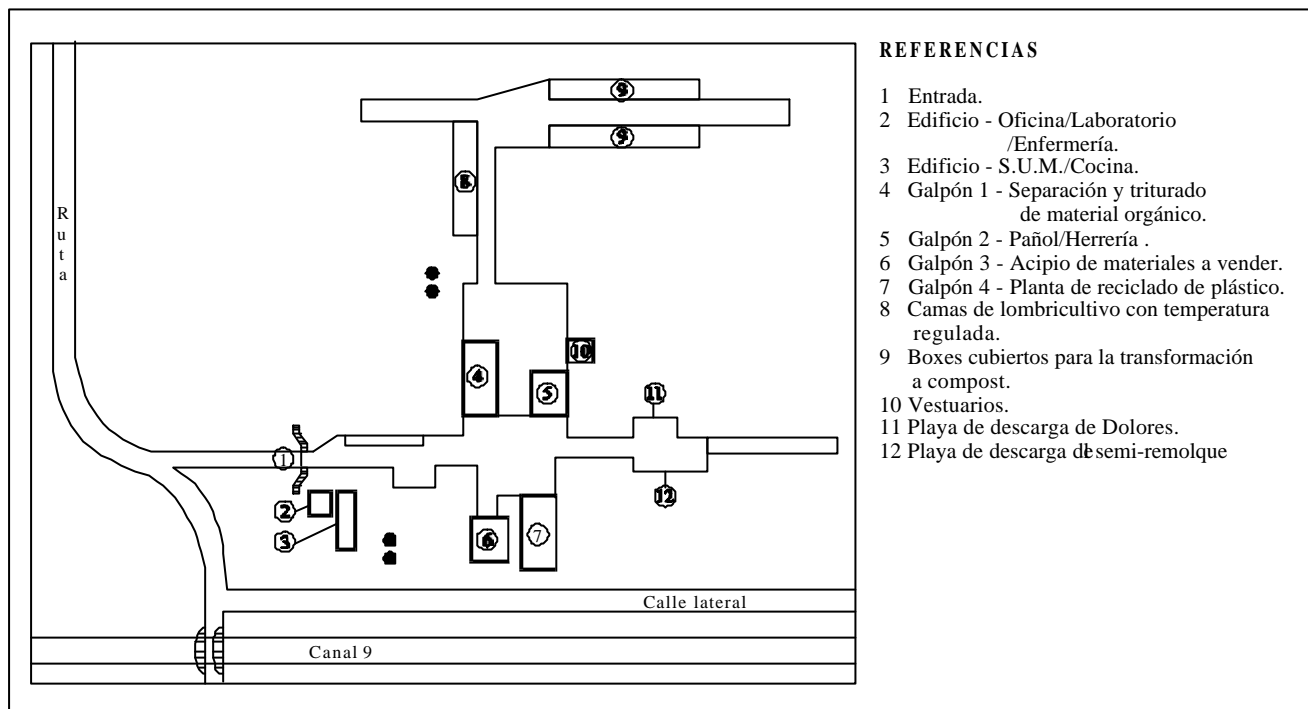 REFERENCIAS
1 Entrada.
2 Edificio - Oficina/Laboratorio
/Enfermería.
3 Edificio - S.U.M./Cocina.
4 Galpón 1 - Separación y triturado
de material orgánico.
5 Galpón 2 - Pañol/Herrería .
6 Galpón 3 - Acipio de materiales a vender.
7 Galpón 4 - Planta de reciclado de plástico.
8 Camas de lombricultivo con temperatura
regulada.
9 Boxes cubiertos para la transformación
a compost.
10 Vestuarios.
11 Playa de descarga de Dolores.
12 Playa de descarga de semi-remolque
9
9
8
Ruta
10
4
5
11
1
12
2
3
6
7
Calle lateral
Canal 9